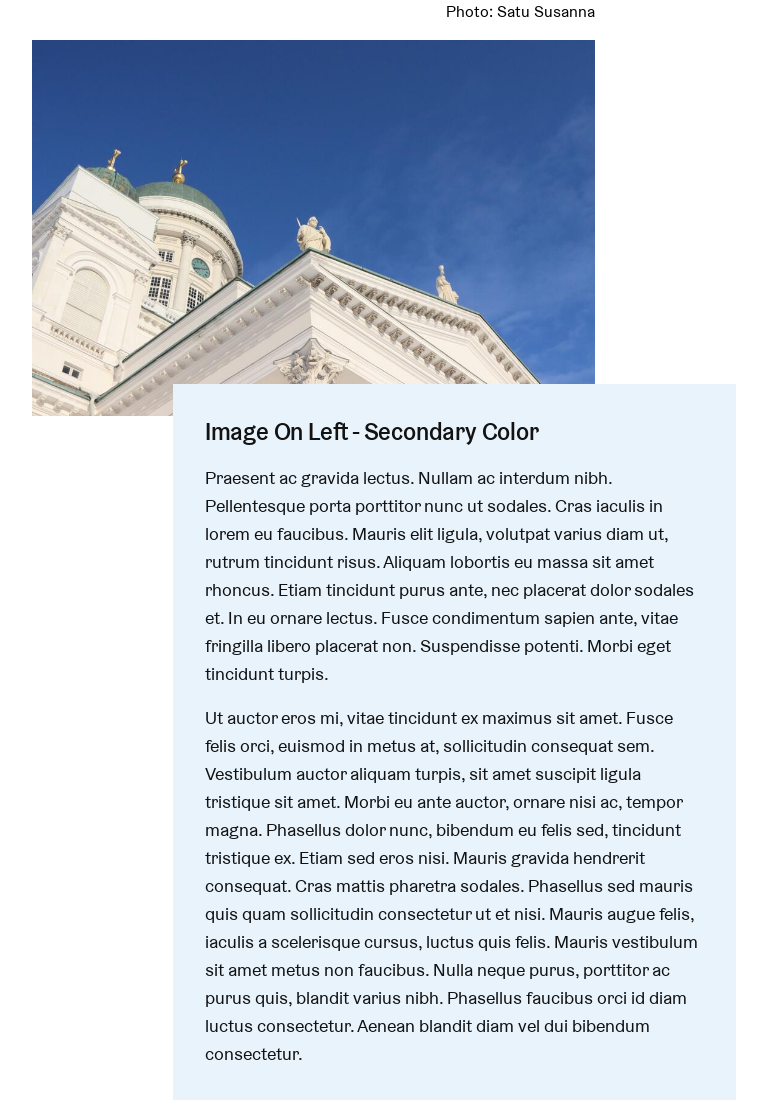 Photo: Satu Susanna
Image On Left - Secondary Color
Praesent ac gravida lectus. Nullam ac interdum nibh.
Pellentesque porta porttitor nunc ut sodales. Cras iaculis in
lorem eu faucibus. Mauris elit ligula, volutpat varius diam ut,
rutrum tincidunt risus. Aliquam lobortis eu massa sit amet
rhoncus. Etiam tincidunt purus ante, nec placerat dolor sodales
et. In eu ornare lectus. Fusce condimentum sapien ante, vitae
fringilla libero placerat non. Suspendisse potenti. Morbi eget
tincidunt turpis.
Ut auctor eros mi, vitae tincidunt ex maximus sit amet. Fusce
felis orci, euismod in metus at, sollicitudin consequat sem.
Vestibulum auctor aliquam turpis, sit amet suscipit ligula
tristique sit amet. Morbi eu ante auctor, ornare nisi ac, tempor
magna. Phasellus dolor nunc, bibendum eu felis sed, tincidunt
tristique ex. Etiam sed eros nisi. Mauris gravida hendrerit
consequat. Cras mattis pharetra sodales. Phasellus sed mauris
quis quam sollicitudin consectetur ut et nisi. Mauris augue felis,
iaculis a scelerisque cursus, luctus quis felis. Mauris vestibulum
sit amet metus non faucibus. Nulla neque purus, porttitor ac
purus quis, blandit varius nibh. Phasellus faucibus orci id diam
luctus consectetur. Aenean blandit diam vel dui bibendum
consectetur.